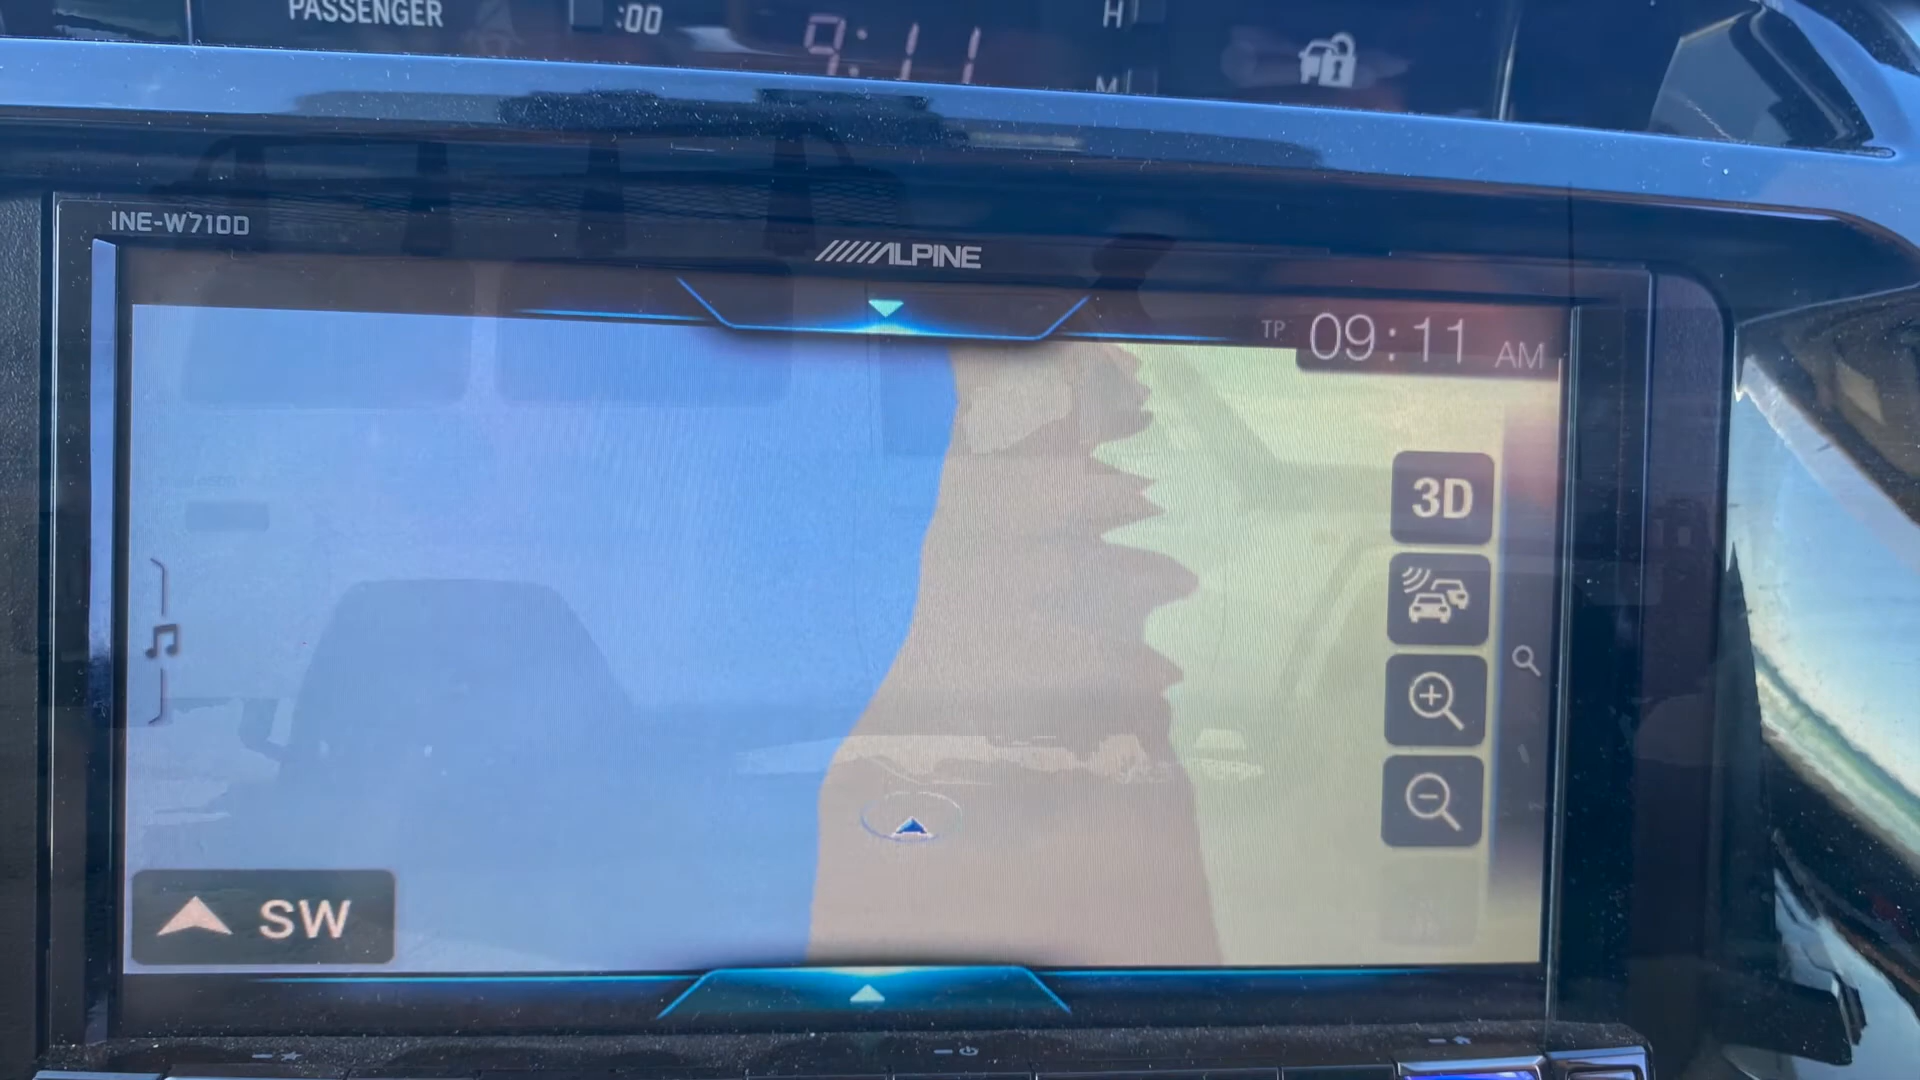 PASSENGER
:00
9:11
H
M
INE-W710D
ALPINE
TP 09:11 AM
3D
SW